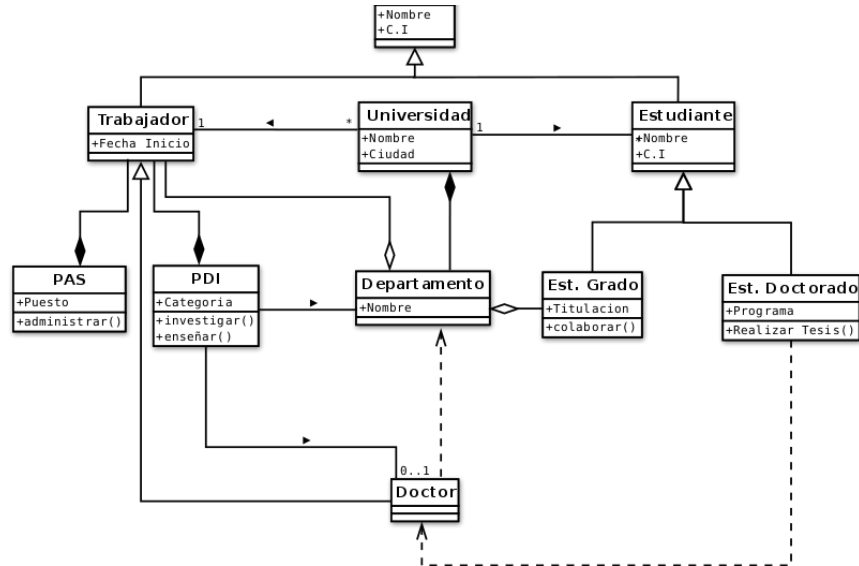 +Nombre
+C.I
Trabajador
+Fecha Inicio
1
*
Universidad
+Nombre
+Ciudad
1
Estudiante
+Nombre
+C.I
PAS
+Puesto
+administrar()
PDI
+Categoria
+investigar()
+enseñar()
Departamento
+Nombre
Est. Grado
+Titulacion
+colaborar()
Est. Doctorado
+Programa
+Realizar Tesis()
0..1
Doctor